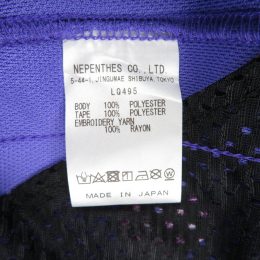 NEPENTHES CO., LTD.
5-44-1, JINGUMAE SHIBUYA, TOKYO
LQ495
BODY 100% POLYESTER
TAPE 100% POLYESTER
EMBROIDERY YARN
100% RAYON
MADE IN JAPAN